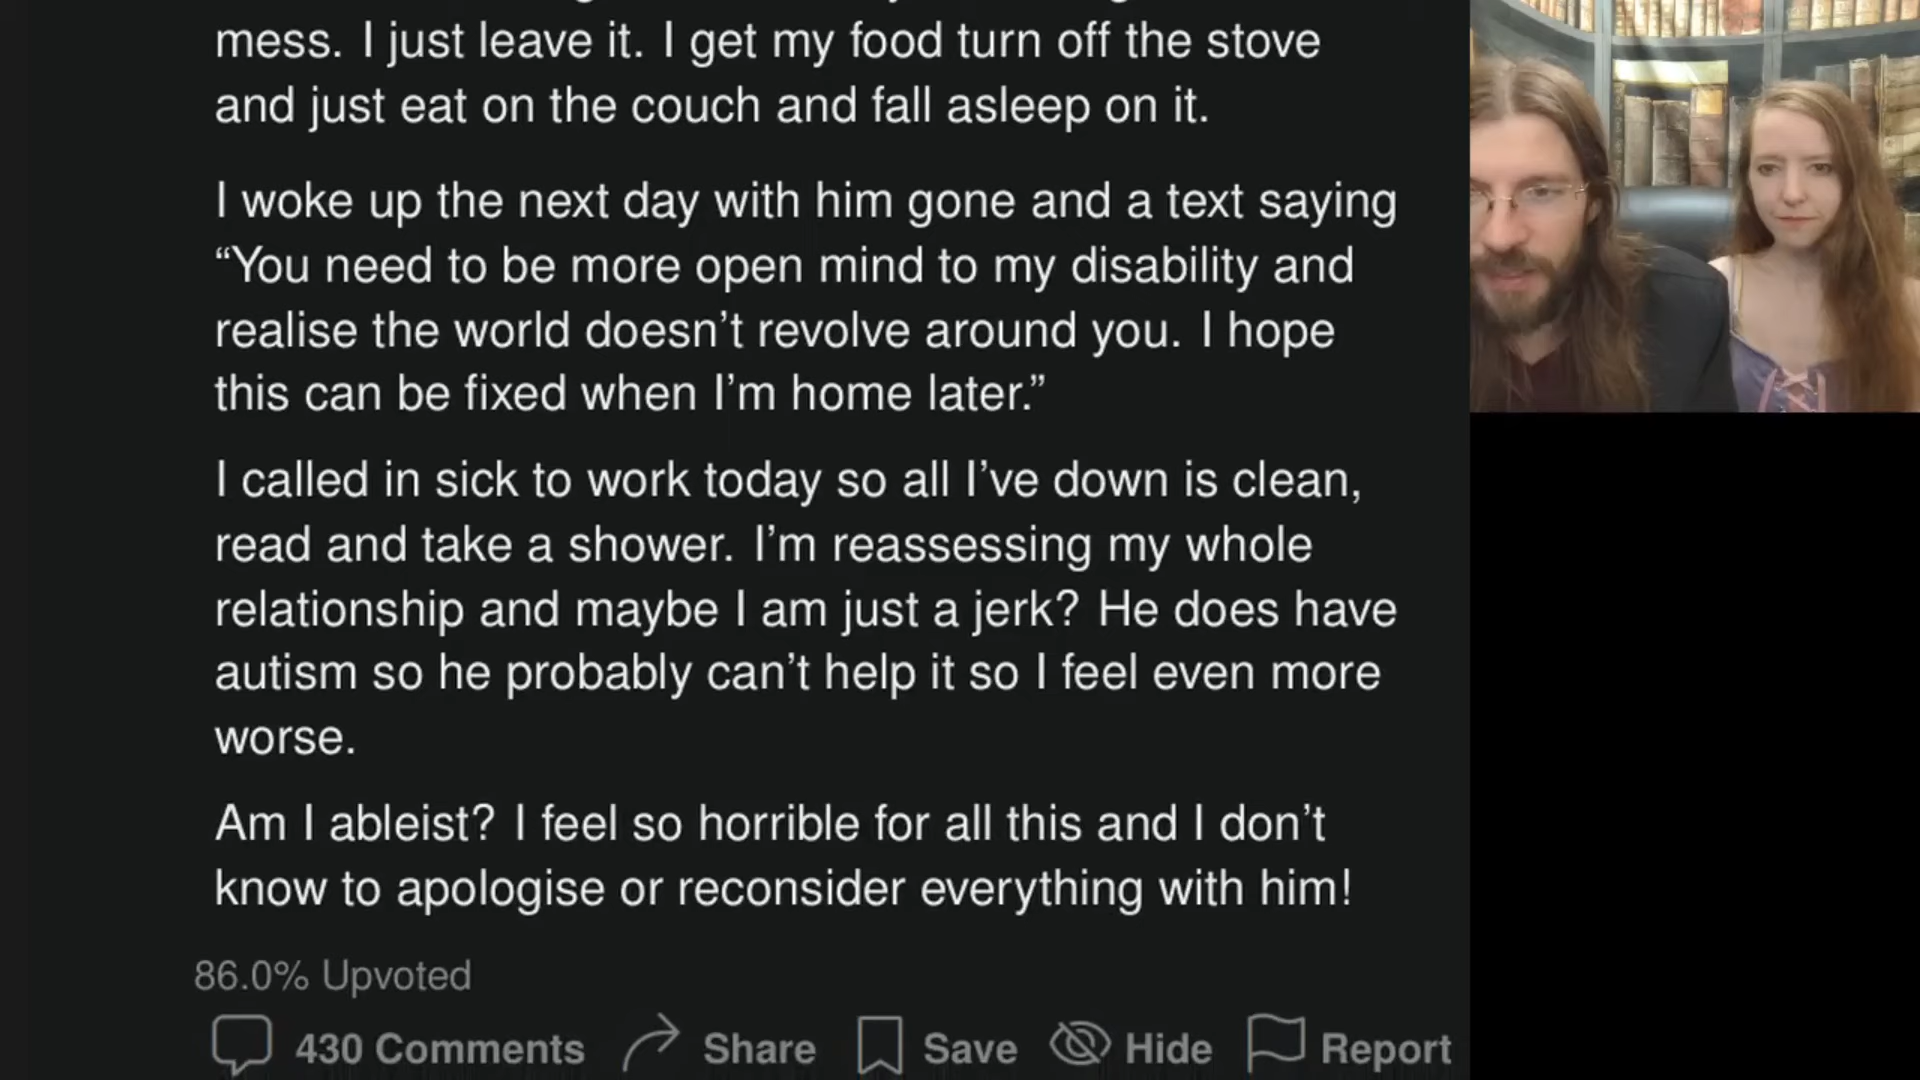 mess. I just leave it. I get my food turn off the stove
and just eat on the couch and fall asleep on it.
I woke up the next day with him gone and a text saying
“You need to be more open mind to my disability and
realise the world doesn’t revolve around you. I hope
this can be fixed when I’m home later.”
I called in sick to work today so all I’ve down is clean,
read and take a shower. I’m reassessing my whole
relationship and maybe I am just a jerk? He does have
autism so he probably can’t help it so I feel even more
worse.
Am I ableist? I feel so horrible for all this and I don’t
know to apologise or reconsider everything with him!
86.0% Upvoted
430 Comments Share Save Hide Report